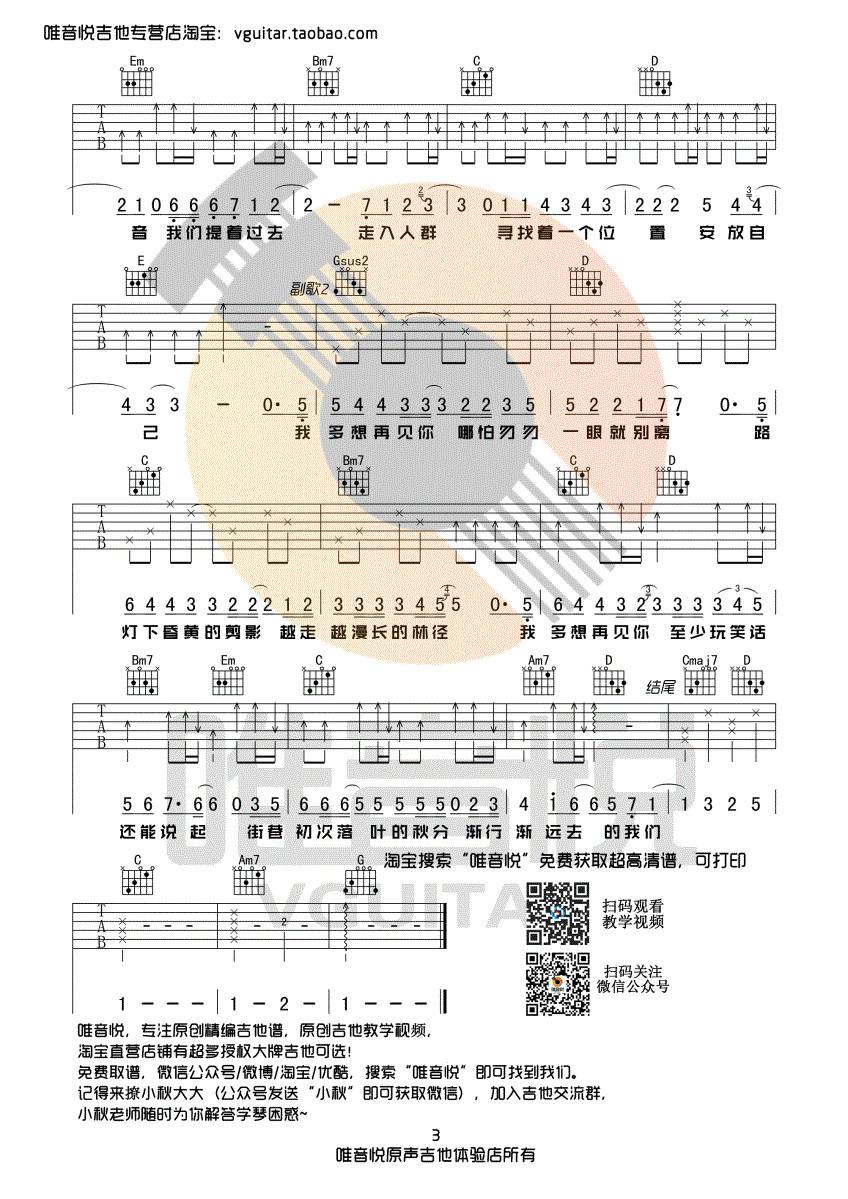 唯音悦吉他专营店淘宝：vguitar.taobao.com
Em Bm7 C D
T A B
2 1 0 6 6 6 7 1 2 2 - 7 1 2 3 3 0 1 1 4 3 4 3 2 2 2 5 4 4
音 我们提着过去 走入人群 寻找着一个位 置 安放自
E 副歌2 Gsus2 D
T A B
4 3 3 - 0· 5 5 4 4 3 3 3 2 2 3 5 5 2 2 1 7 7 0· 5
己 我 多想再见你 哪怕匆匆 一眼就别离 路
C Bm7 C D
T A B
6 4 4 3 3 2 2 2 1 2 3 3 3 3 4 5 5 0· 5 6 4 4 3 2 3 3 3 3 4 5
灯下昏黄的剪影 越走 越漫长的林径 我 多想再见你 至少玩笑话
Bm7 Em C Am7 D 结尾 Cmaj7 D
T A B
5 6 7· 6 6 0 3 5 6 6 6 5 5 5 5 5 0 2 3 4 1 6 6 5 7 1 1 3 2 5
还能说 起 街巷 初次落 叶的秋分 渐行 渐 远去 的我们
淘宝搜索“唯音悦”免费获取超高清谱，可打印
C Am7 G
T A B 2
扫码观看
教学视频
扫码关注
微信公众号
1 - - - 1 - 2 - 1 - - -
唯音悦，专注原创精编吉他谱，原创吉他教学视频，
淘宝直营店铺有超多授权大牌吉他可选！
免费取谱，微信公众号/微博/淘宝/优酷，搜索“唯音悦”即可找到我们。
记得来撩小秋大大（公众号发送“小秋”即可获取微信），加入吉他交流群，
小秋老师随时为你解答学琴困惑~
3
唯音悦原声吉他体验店所有
唯音悦
VGUITAR